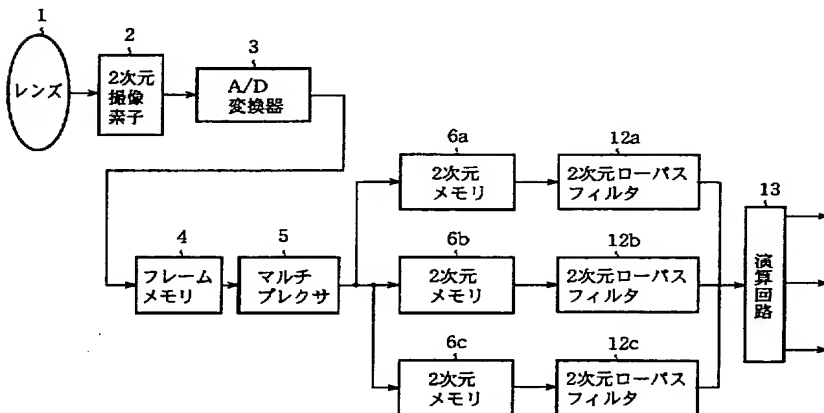 1
レンズ
2
2次元
撮像
素子
3
A/D
変換器
4
フレーム
メモリ
5
マルチ
プレクサ
6a
2次元
メモリ
12a
2次元ローパス
フィルタ
6b
2次元
メモリ
12b
2次元ローパス
フィルタ
6c
2次元
メモリ
12c
2次元ローパス
フィルタ
13
演算回路